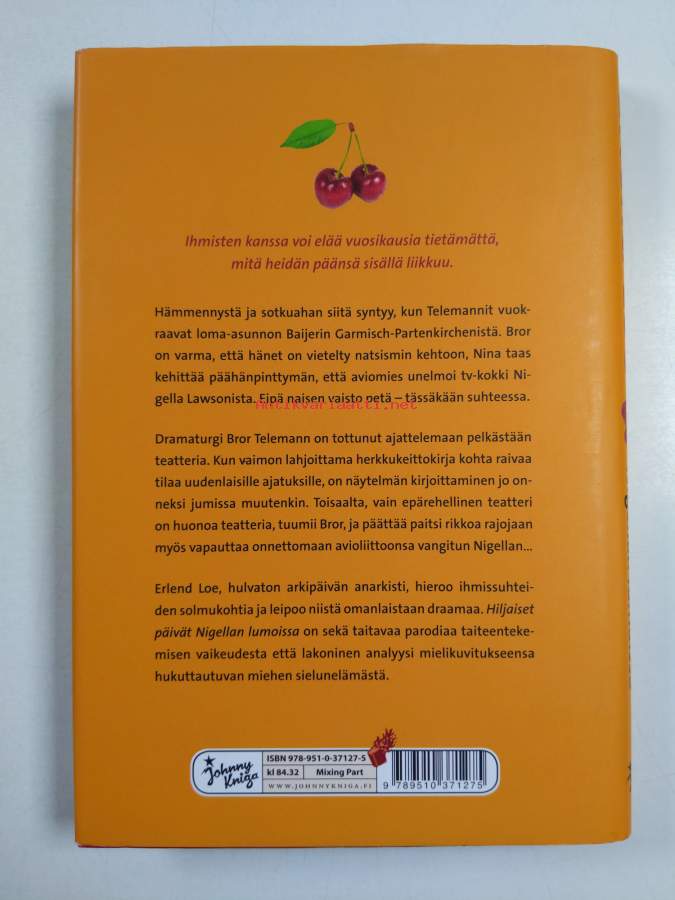 Ihmisten kanssa voi elää vuosikausia tietämättä,
mitä heidän päänsä sisällä liikkuu.
Hämmennystä ja sotkuahan siitä syntyy, kun Telemannit vuok-
raavat loma-asunnon Baijerin Garmisch-Partenkirchenistä. Bror
on varma, että hänet on vietelty natsismin kehtoon, Nina taas
kehittää päähänpinttymän, että aviomies unelmoi tv-kokki Ni-
gella Lawsonista. Eipä naisen vaisto petä – tässäkään suhteessa.
antikvariaatti.net
Dramaturgi Bror Telemann on tottunut ajattelemaan pelkästään
teatteria. Kun vaimon lahjoittama herkkukeittokirja kohta raivaa
tilaa uudenlaisille ajatuksille, on näytelmän kirjoittaminen jo on-
neksi jumissa muutenkin. Toisaalta, vain epärehellinen teatteri
on huonoa teatteria, tuumii Bror, ja päättää paitsi rikkoa rajojaan
myös vapauttaa onnettomaan avioliittoonsa vangitun Nigellan...
Erlend Loe, hulvaton arkipäivän anarkisti, hieroo ihmissuhtei-
den solmukohtia ja leipoo niistä omanlaistaan draamaa. Hiljaiset
päivät Nigellan lumoissa on sekä taitavaa parodiaa taiteenteke-
misen vaikeudesta että lakoninen analyysi mielikuvitukseensa
hukuttautuvan miehen sielunelämästä.
Johnny Kniga
ISBN 978-951-0-37127-5
kl 84.32 Mixing Part
WWW.JOHNNYKNIGA.FI
9 789510 371275